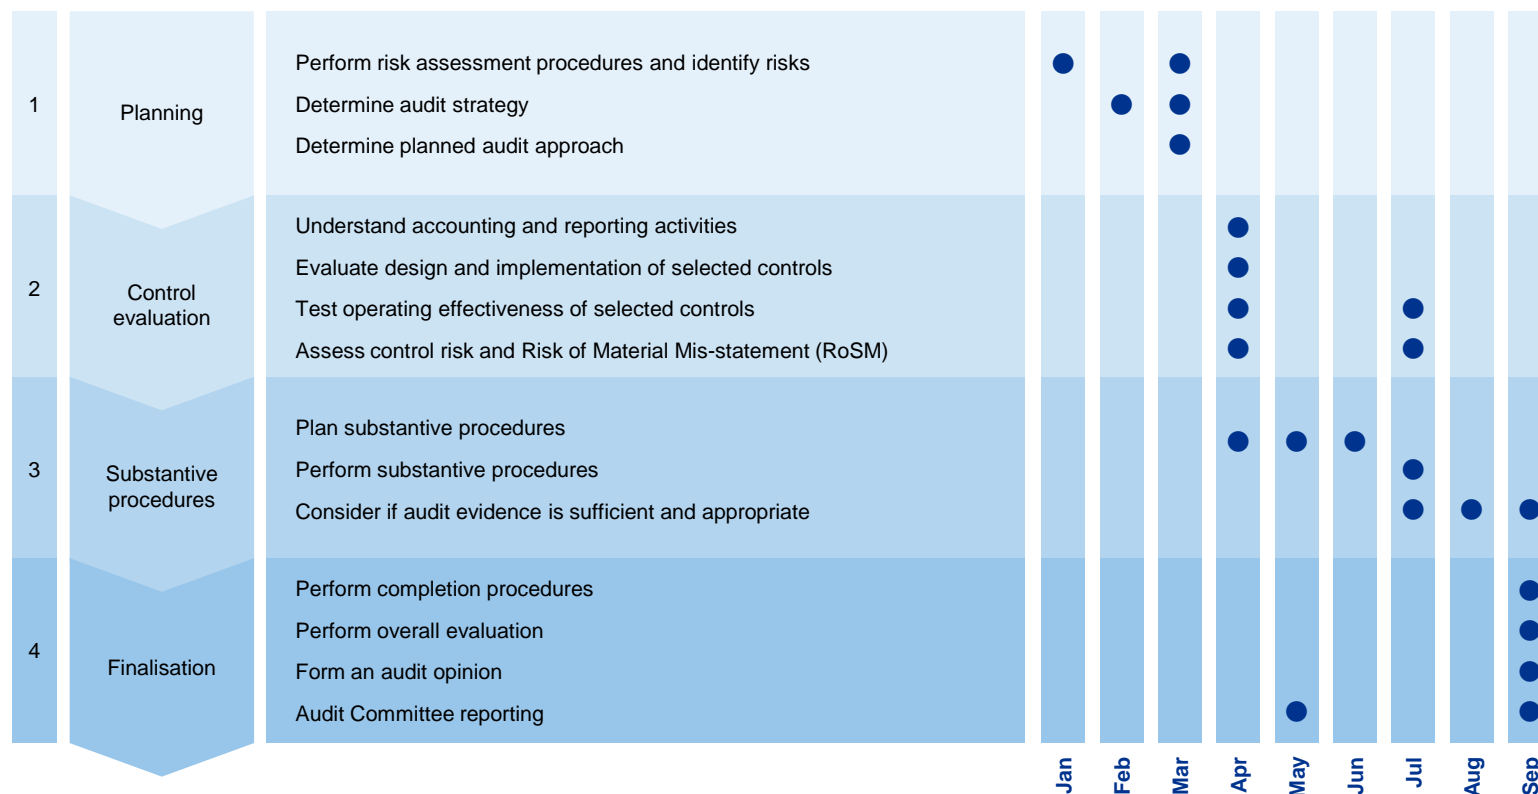 1
Planning
Perform risk assessment procedures and identify risks
Determine audit strategy
Determine planned audit approach
2
Control
evaluation
Understand accounting and reporting activities
Evaluate design and implementation of selected controls
Test operating effectiveness of selected controls
Assess control risk and Risk of Material Mis-statement (RoSM)
3
Substantive
procedures
Plan substantive procedures
Perform substantive procedures
Consider if audit evidence is sufficient and appropriate
4
Finalisation
Perform completion procedures
Perform overall evaluation
Form an audit opinion
Audit Committee reporting
Jan
Feb
Mar
Apr
May
Jun
Jul
Aug
Sep